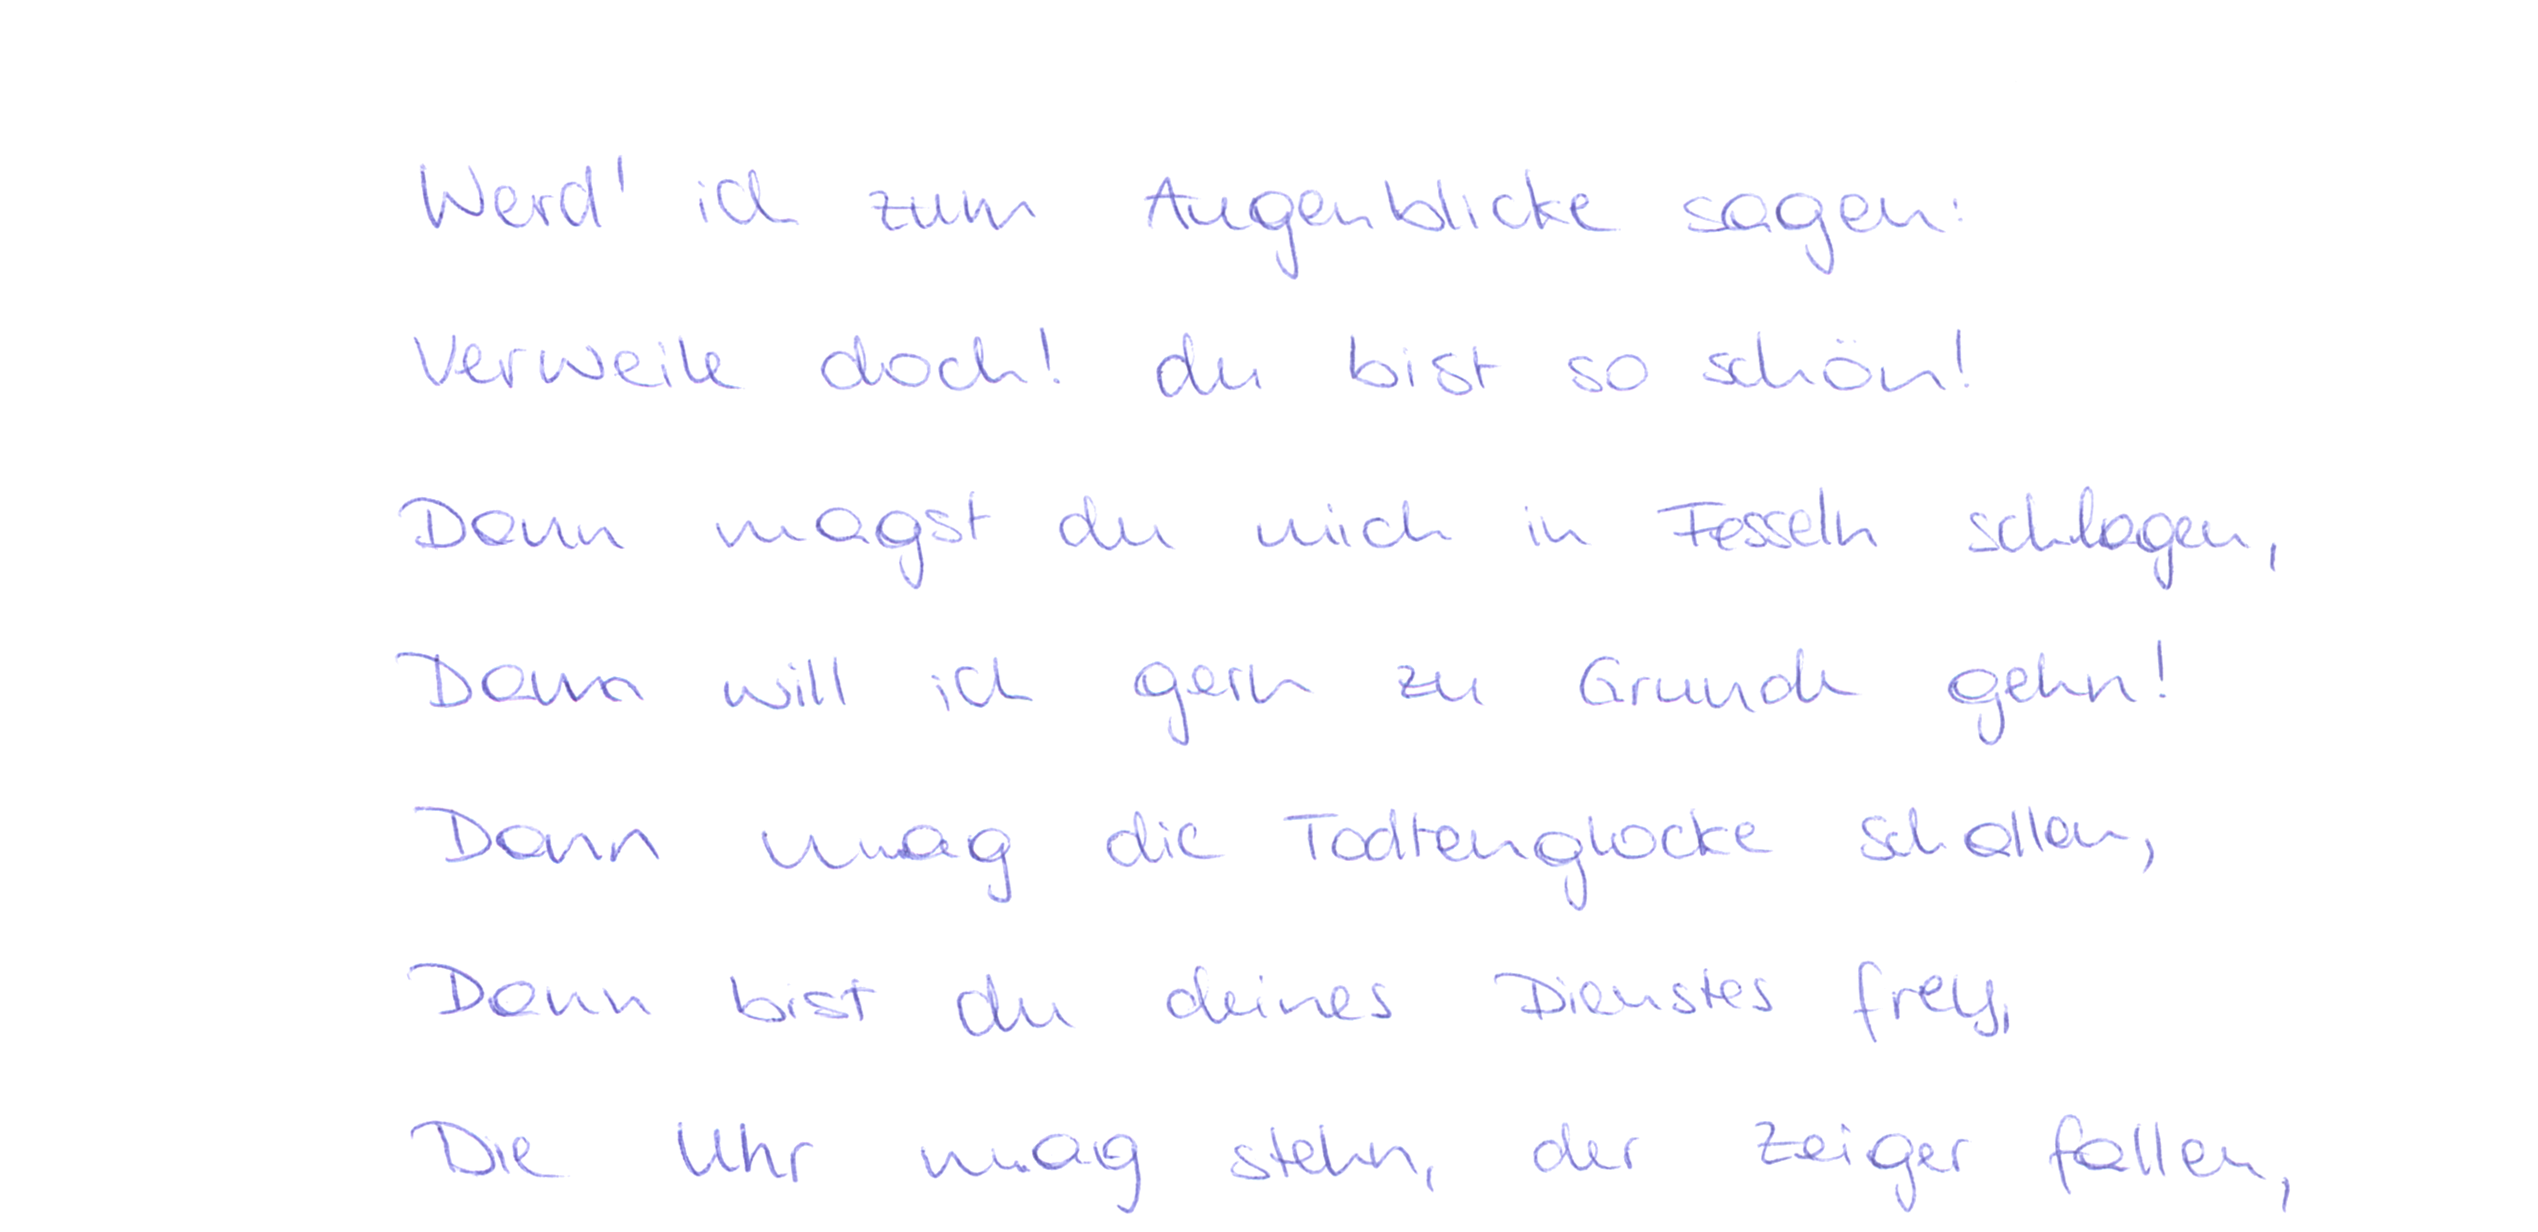 Werd' ich zum Augenblicke sagen:
Verweile doch! du bist so schön!
Dann magst du mich in Fesseln schlagen,
Dann will ich gern zu Grunde gehn!
Dann mag die Todtenglocke schallen,
Dann bist du deines Dienstes frey,
Die Uhr mag stehn, der Zeiger fallen,